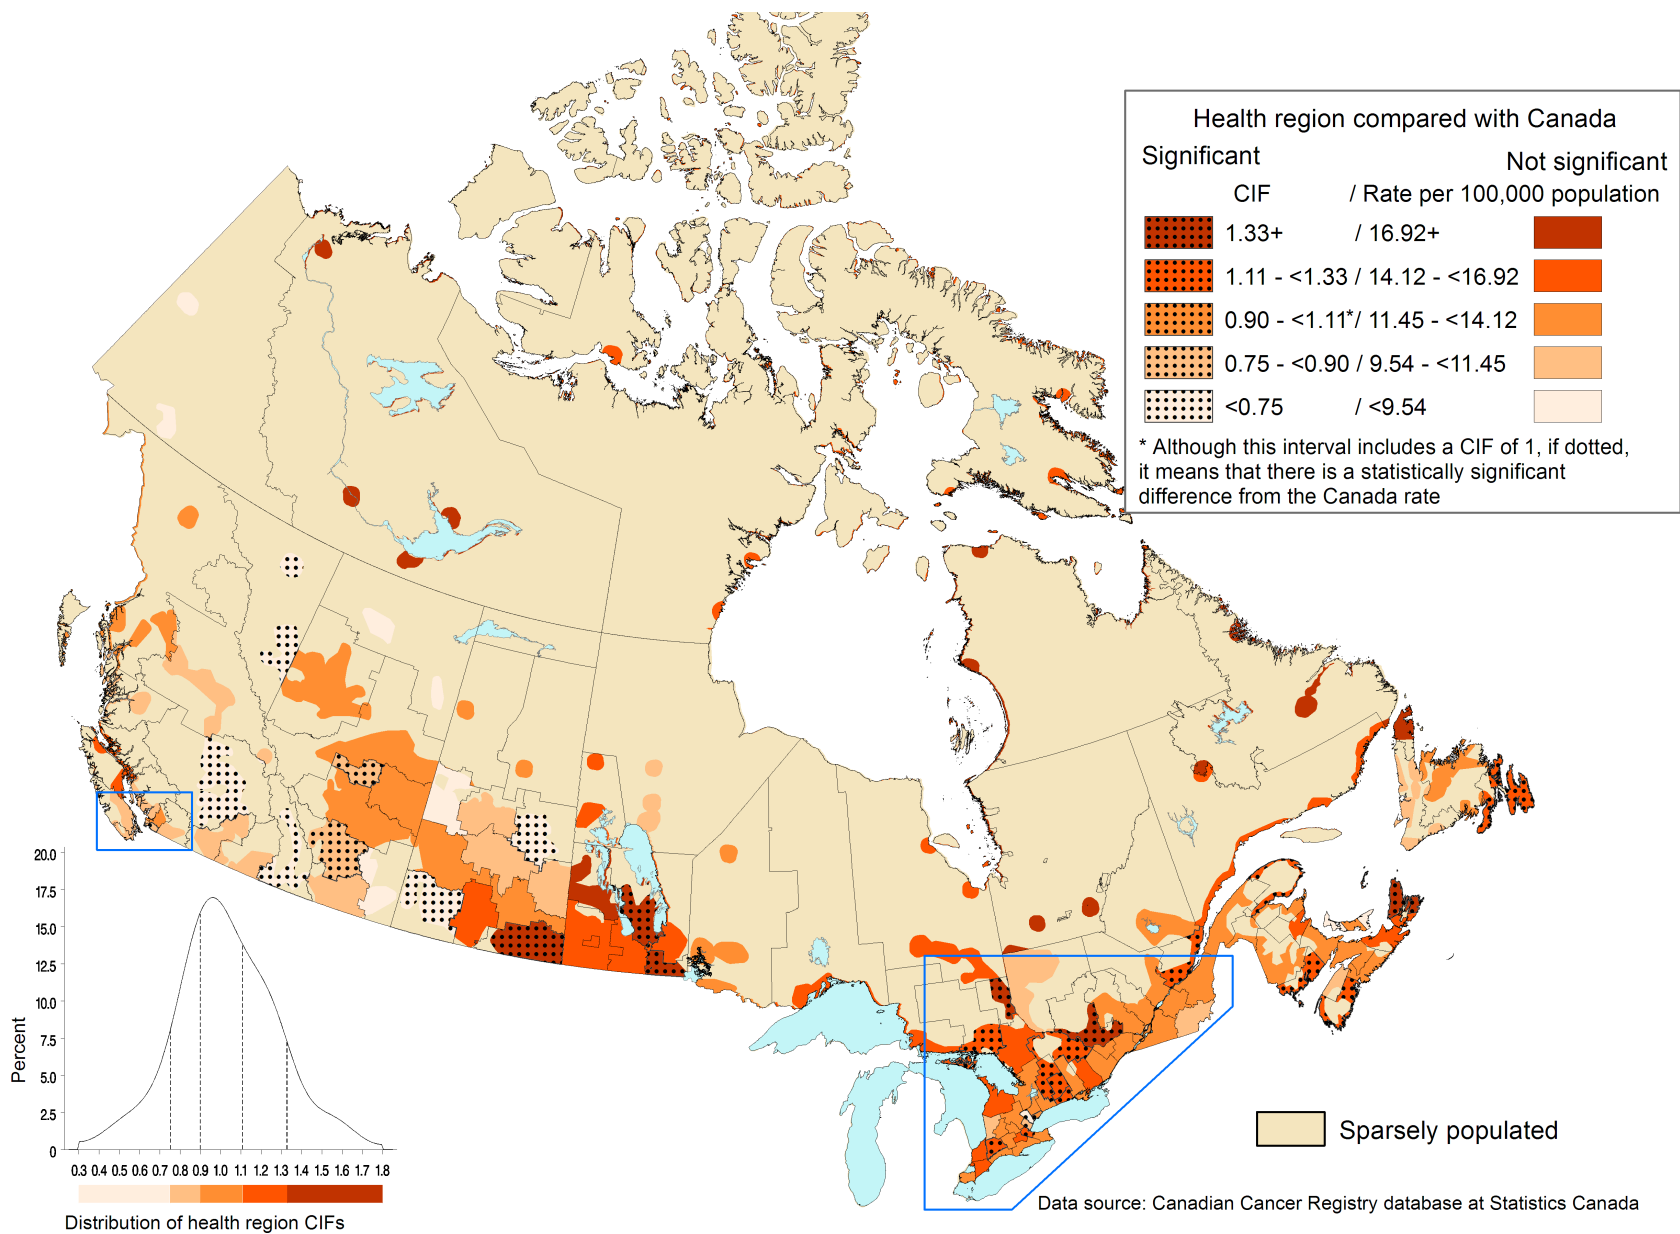 Health region compared with Canada
Significant
Not significant
CIF / Rate per 100,000 population
1.33+ / 16.92+
1.11 - <1.33 / 14.12 - <16.92
0.90 - <1.11*/ 11.45 - <14.12
0.75 - <0.90 / 9.54 - <11.45
<0.75 / <9.54
* Although this interval includes a CIF of 1, if dotted,
it means that there is a statistically significant
difference from the Canada rate
Percent
20.0
17.5
15.0
12.5
10.0
7.5
5.0
2.5
0
0.3 0.4 0.5 0.6 0.7 0.8 0.9 1.0 1.1 1.2 1.3 1.4 1.5 1.6 1.7 1.8
Distribution of health region CIFs
Sparsely populated
Data source: Canadian Cancer Registry database at Statistics Canada